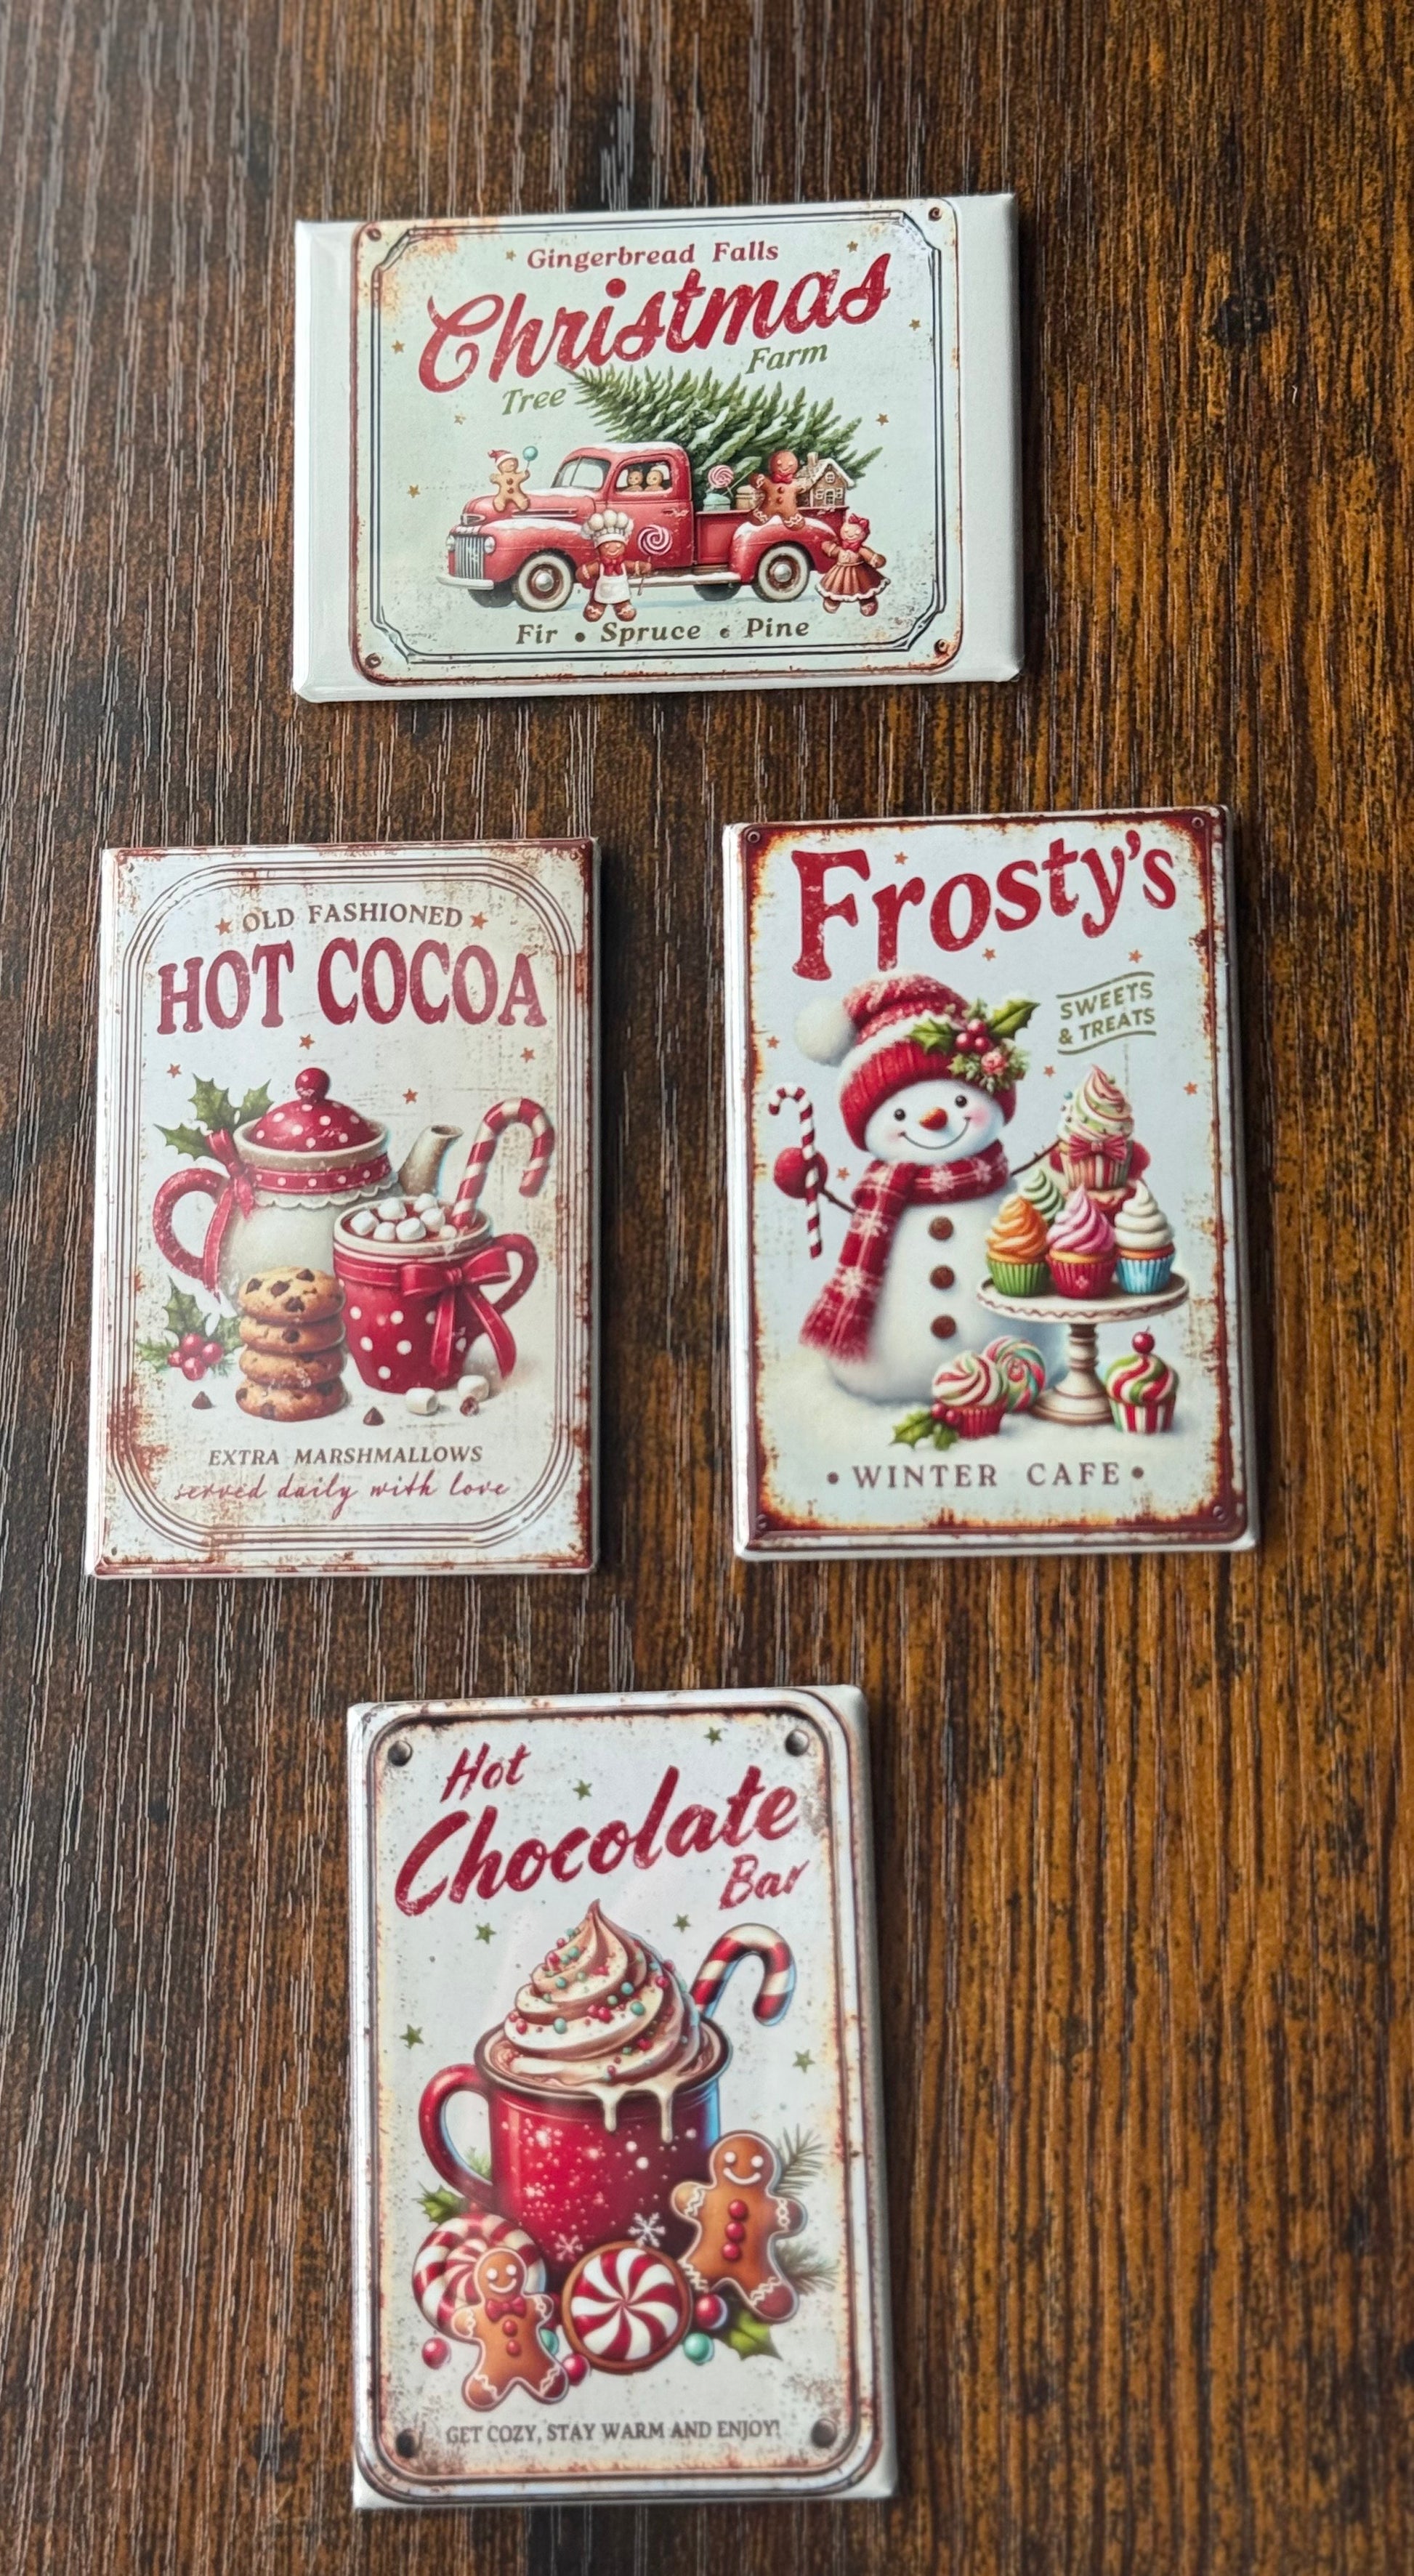 Gingerbread Falls
Christmas
Tree Farm
Fir • Spruce • Pine
OLD FASHIONED
HOT COCOA
EXTRA MARSHMALLOWS
served daily with love
Frosty's
SWEETS
& TREATS
• WINTER CAFE •
Hot
Chocolate
Bar
GET COZY, STAY WARM AND ENJOY!